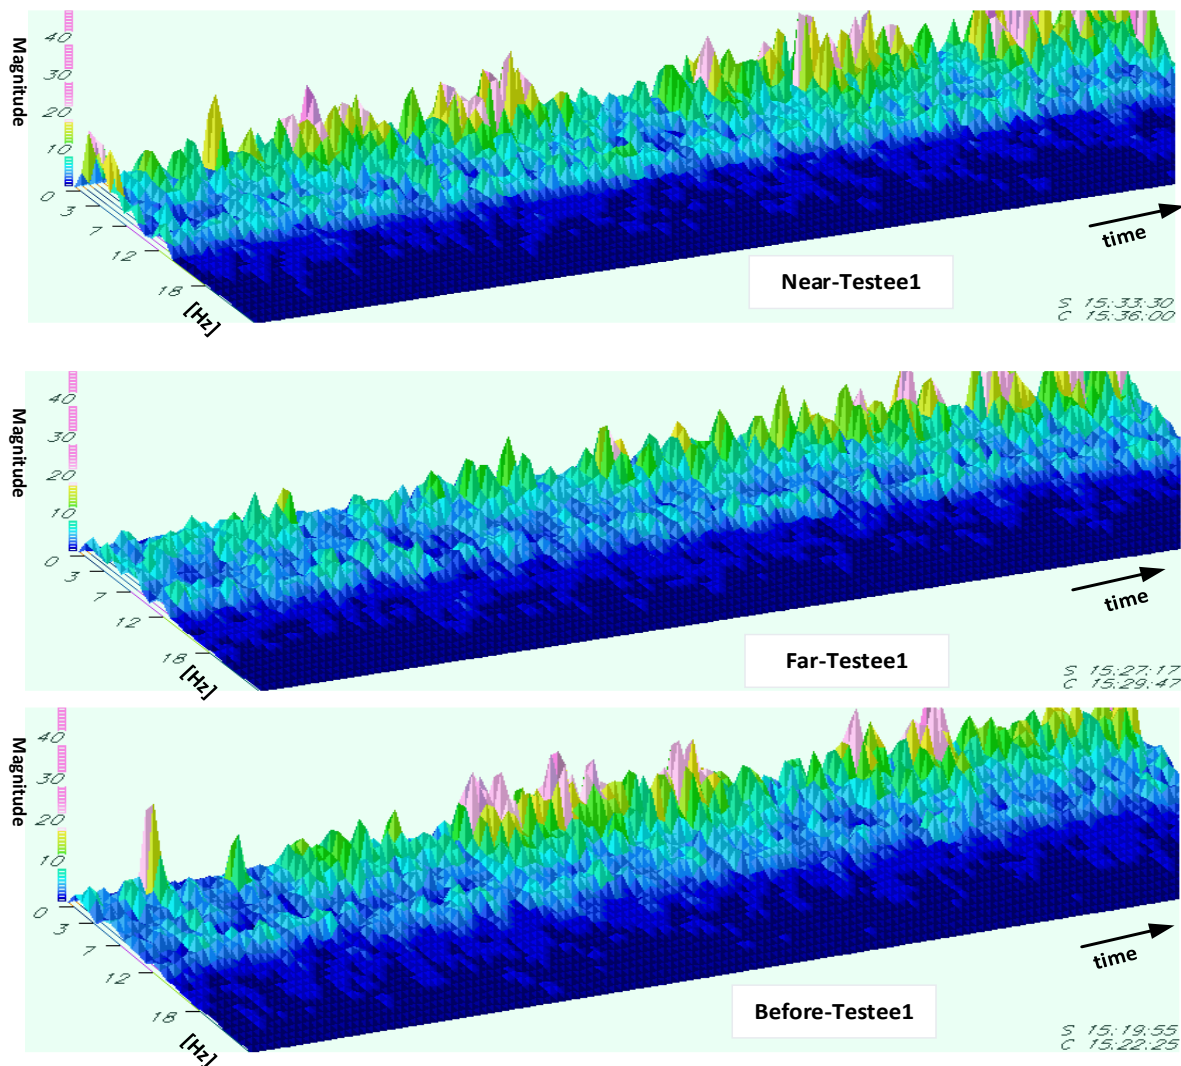 Magnitude
40
30
20
10
0
3
7
12
18
[Hz]
time
Near-Testee1
S 15:33:30
C 15:36:00
Magnitude
40
30
20
10
0
3
7
12
18
[Hz]
time
Far-Testee1
S 15:27:17
C 15:29:47
Magnitude
40
30
20
10
0
3
7
12
18
[Hz]
time
Before-Testee1
S 15:19:55
C 15:22:25